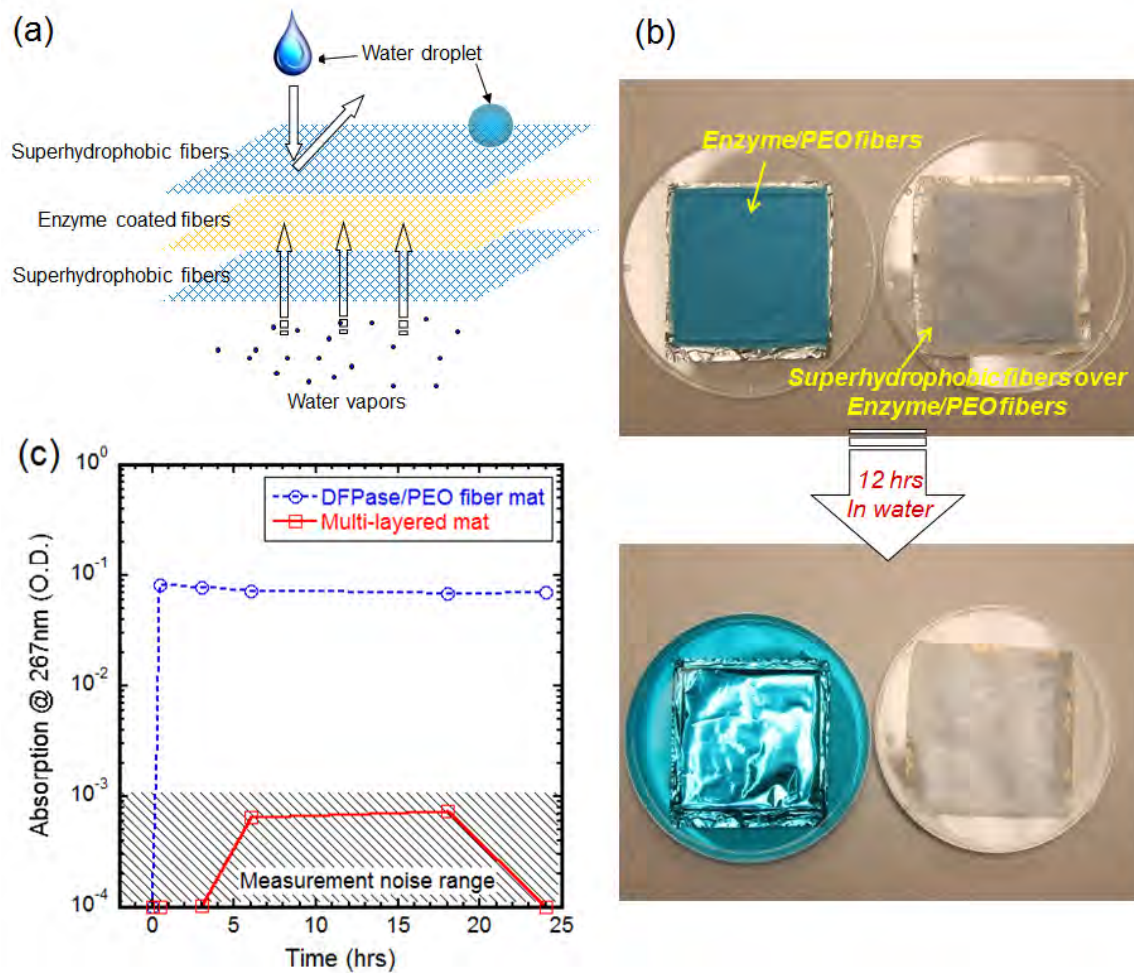 (a)
Water droplet
Superhydrophobic fibers
Enzyme coated fibers
Superhydrophobic fibers
Water vapors
(b)
Enzyme/PEO fibers
Superhydrophobic fibers over
Enzyme/PEO fibers
12 hrs
In water
(c)
10⁰
10⁻¹
10⁻²
10⁻³
10⁻⁴
Absorption @ 267nm (O.D.)
DFPase/PEO fiber mat
Multi-layered mat
Measurement noise range
0 5 10 15 20 25
Time (hrs)